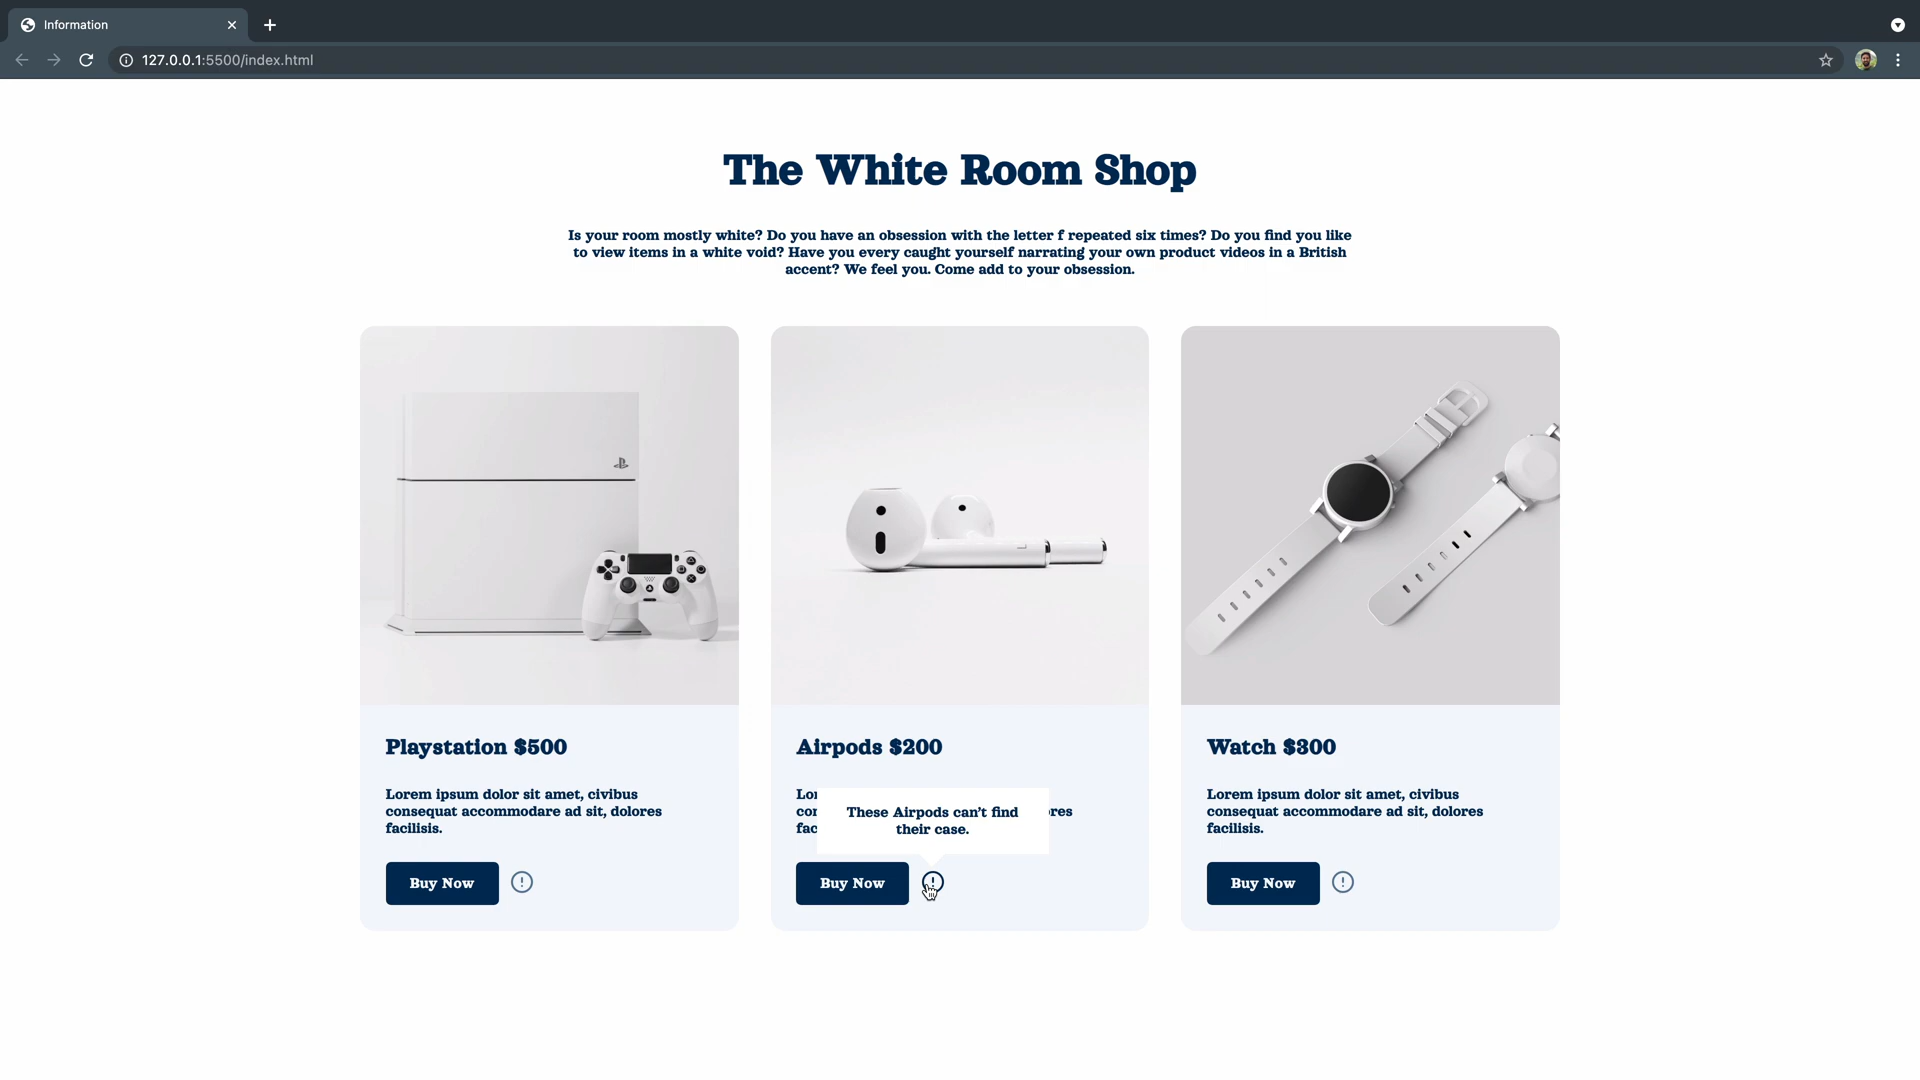 Information
127.0.0.1:5500/index.html
The White Room Shop
Is your room mostly white? Do you have an obsession with the letter f repeated six times? Do you find you like
to view items in a white void? Have you every caught yourself narrating your own product videos in a British
accent? We feel you. Come add to your obsession.
Playstation $500
Lorem ipsum dolor sit amet, civibus
consequat accommodare ad sit, dolores
facilisis.
Buy Now
Airpods $200
These Airpods can’t find
their case.
Buy Now
Watch $300
Lorem ipsum dolor sit amet, civibus
consequat accommodare ad sit, dolores
facilisis.
Buy Now